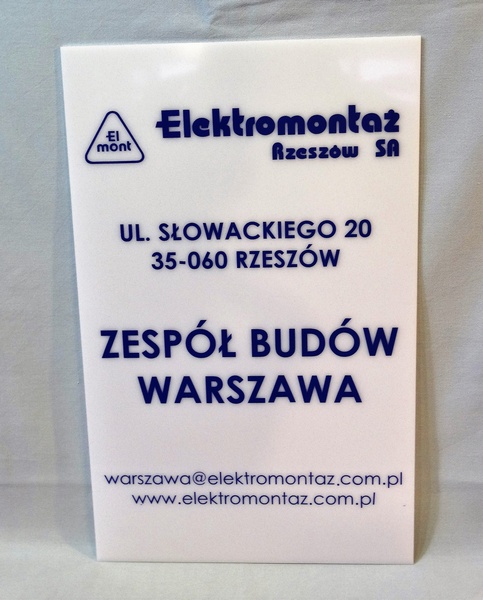 El
mont
Elektromontaż
Rzeszów SA
UL. SŁOWACKIEGO 20
35-060 RZESZÓW
ZESPÓŁ BUDÓW
WARSZAWA
warszawa@elektromontaz.com.pl
www.elektromontaz.com.pl